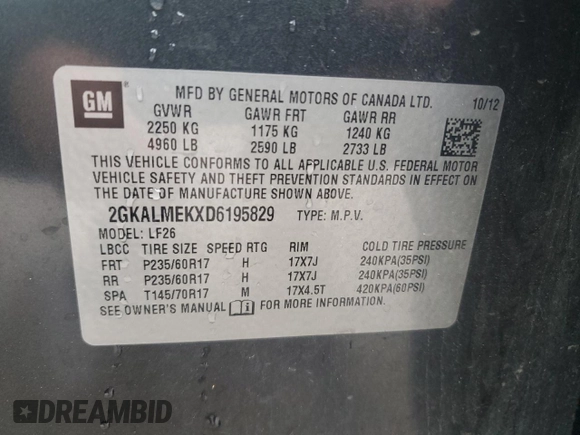 GM
MFD BY GENERAL MOTORS OF CANADA LTD. 10/12
GVWR GAWR FRT GAWR RR
2250 KG 1175 KG 1240 KG
4960 LB 2590 LB 2733 LB
THIS VEHICLE CONFORMS TO ALL APPLICABLE U.S. FEDERAL MOTOR
VEHICLE SAFETY AND THEFT PREVENTION STANDARDS IN EFFECT ON
THE DATE OF MANUFACTURE SHOWN ABOVE.
2GKALMEKXD6195829 TYPE: M.P.V.
MODEL: LF26
LBCC TIRE SIZE SPEED RTG RIM COLD TIRE PRESSURE
FRT P235/60R17 H 17X7J 240KPA(35PSI)
RR P235/60R17 H 17X7J 240KPA(35PSI)
SPA T145/70R17 M 17X4.5T 420KPA(60PSI)
SEE OWNER'S MANUAL FOR MORE INFORMATION.
DREAMBID